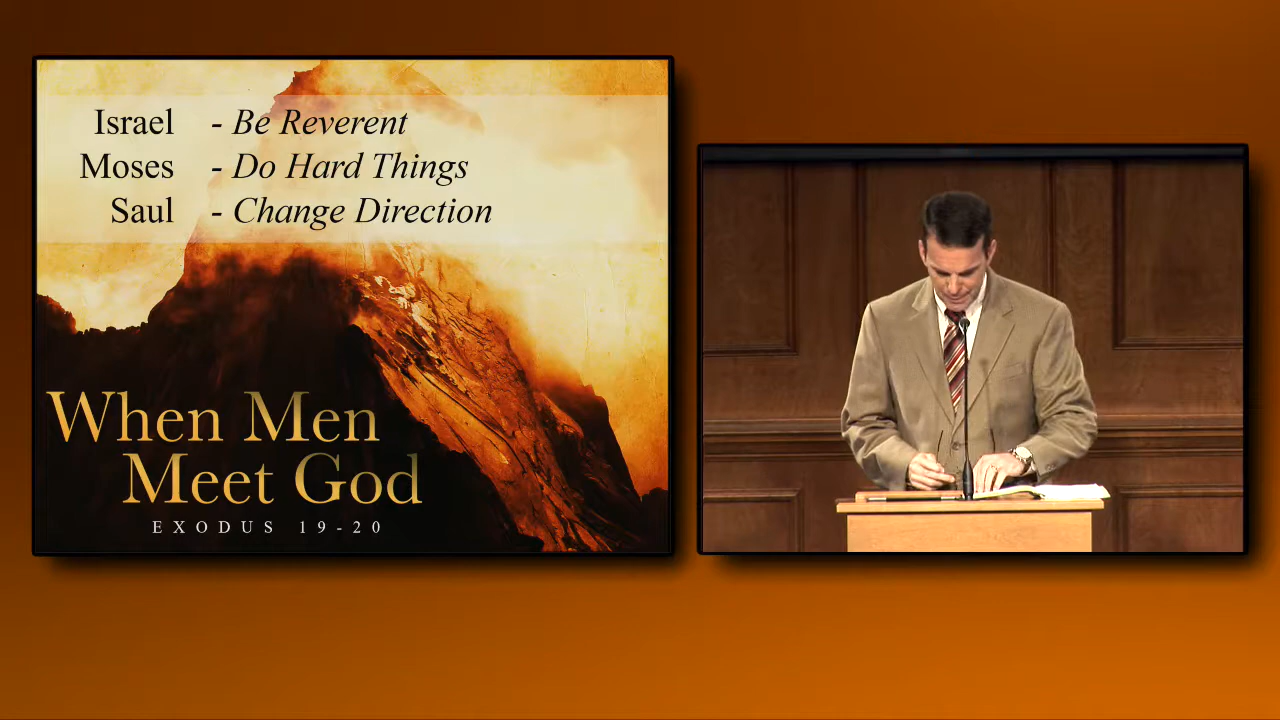 Israel - Be Reverent
Moses - Do Hard Things
Saul - Change Direction
When Men
Meet God
EXODUS 19-20